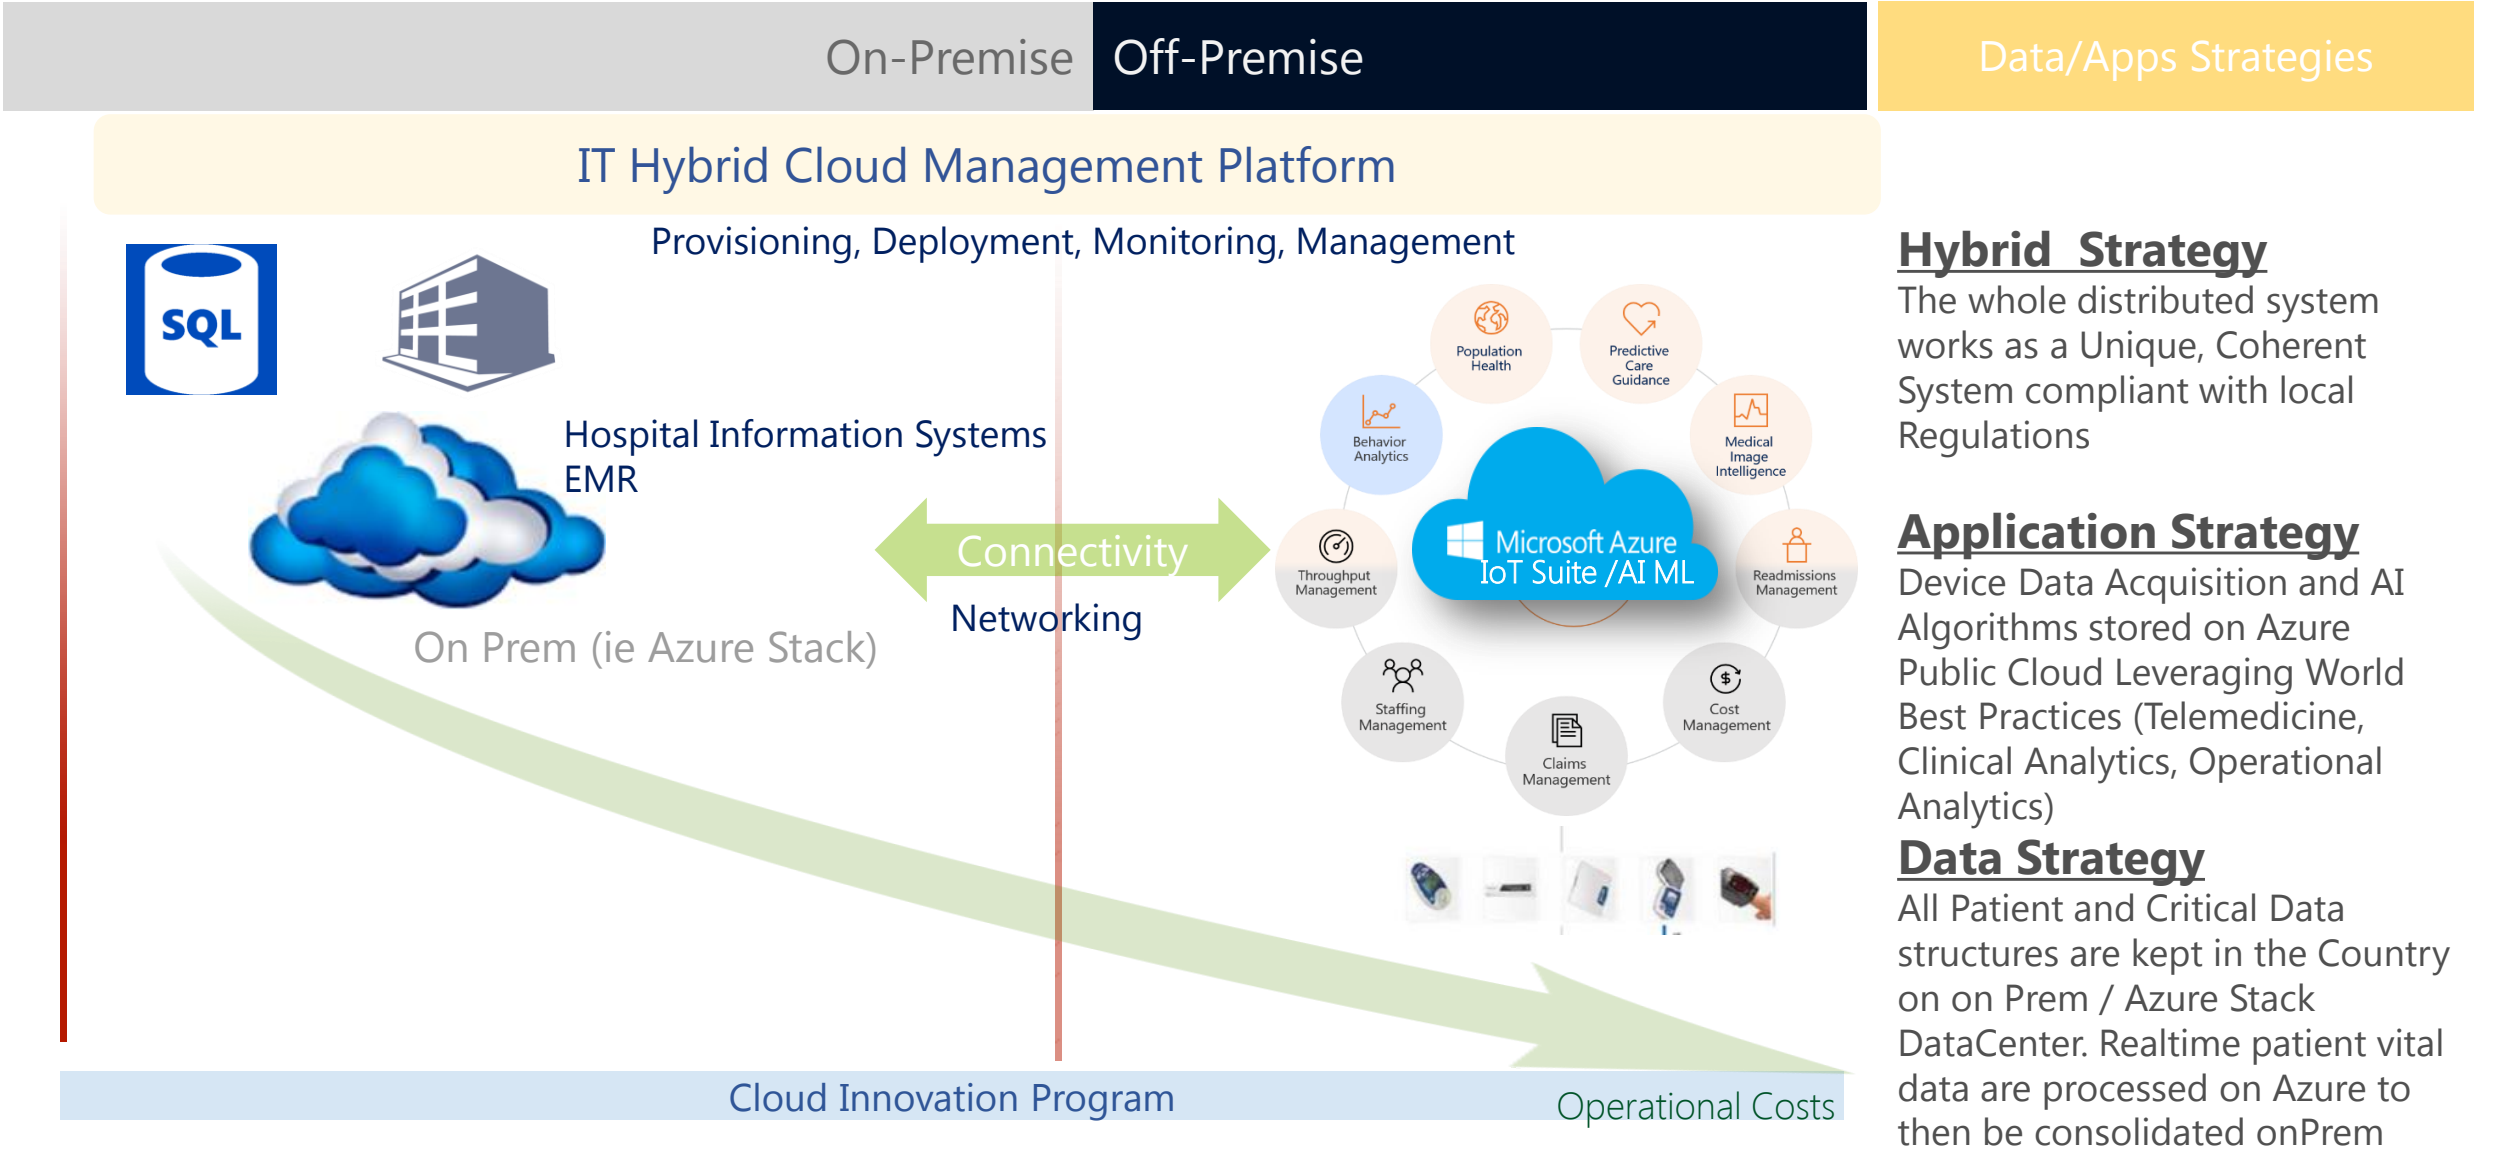 On-Premise
Off-Premise
Data/Apps Strategies
IT Hybrid Cloud Management Platform
Provisioning, Deployment, Monitoring, Management
SQL
Hospital Information Systems
EMR
On Prem (ie Azure Stack)
Connectivity
Networking
Population
Health
Predictive
Care
Guidance
Behavior
Analytics
Medical
Image
Intelligence
Throughput
Management
Microsoft Azure
IoT Suite /AI ML
Readmissions
Management
Staffing
Management
Cost
Management
Claims
Management
Cloud Innovation Program
Operational Costs
Hybrid  Strategy
The whole distributed system
works as a Unique, Coherent
System compliant with local
Regulations
Application Strategy
Device Data Acquisition and AI
Algorithms stored on Azure
Public Cloud Leveraging World
Best Practices (Telemedicine,
Clinical Analytics, Operational
Analytics)
Data Strategy
All Patient and Critical Data
structures are kept in the Country
on on Prem / Azure Stack
DataCenter. Realtime patient vital
data are processed on Azure to
then be consolidated onPrem